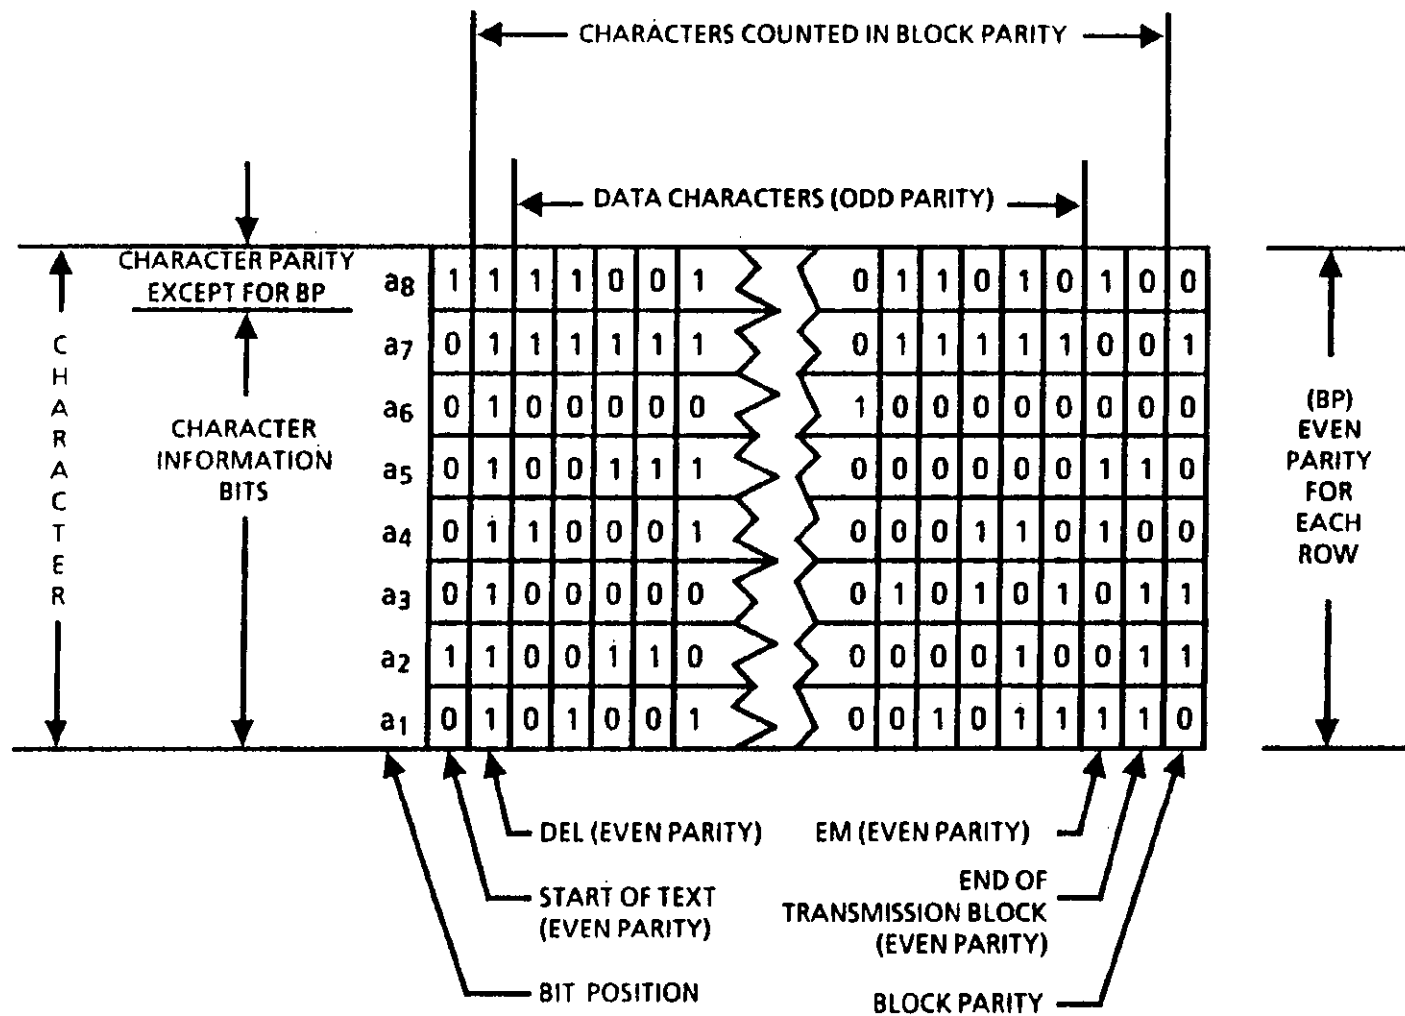 CHARACTERS COUNTED IN BLOCK PARITY
DATA CHARACTERS (ODD PARITY)
CHARACTER PARITY
EXCEPT FOR BP
CHARACTER
CHARACTER
INFORMATION
BITS
a8 1 1 1 1 0 0 1 0 1 1 0 1 0 1 0 0
a7 0 1 1 1 1 1 1 0 1 1 1 1 1 0 0 1
a6 0 1 0 0 0 0 0 1 0 0 0 0 0 0 0 0
a5 0 1 0 0 1 1 1 0 0 0 0 0 0 1 1 0
a4 0 1 1 0 0 0 1 0 0 0 1 1 0 1 0 0
a3 0 1 0 0 0 0 0 0 1 0 1 0 1 0 1 1
a2 1 1 0 0 1 1 0 0 0 0 0 1 0 0 1 1
a1 0 1 0 1 0 0 1 0 0 1 0 1 1 1 1 0
(BP)
EVEN
PARITY
FOR
EACH
ROW
DEL (EVEN PARITY)
EM (EVEN PARITY)
START OF TEXT
(EVEN PARITY)
END OF
TRANSMISSION BLOCK
(EVEN PARITY)
BIT POSITION
BLOCK PARITY